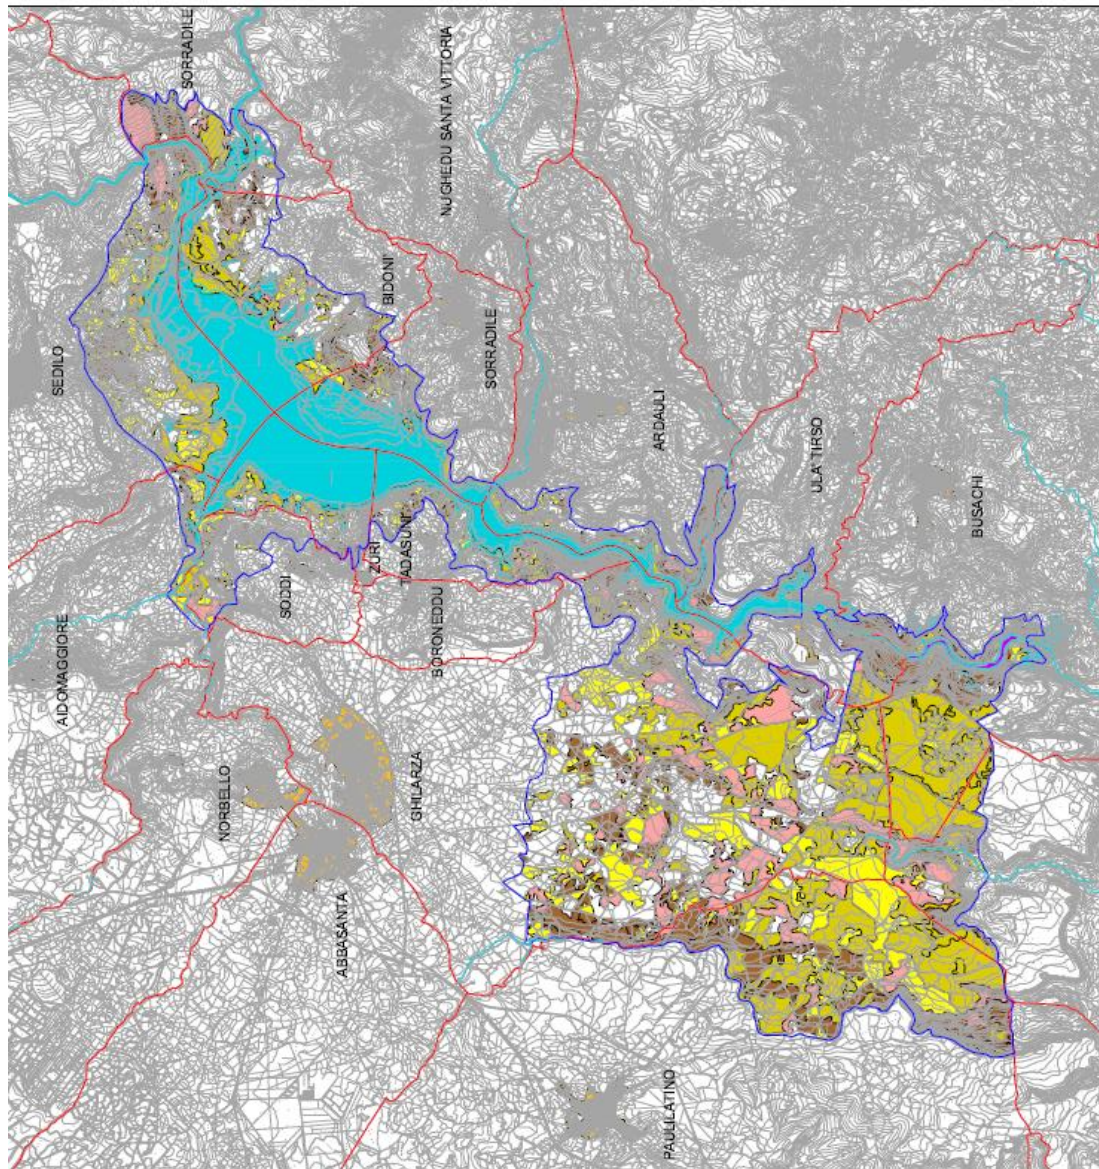 SORRADILE
NUGHEDU SANTA VITTORIA
SEDILO
BIDONI'
SORRADILE
ARDAULI
ULA' TIRSO
BUSACHI
AIDOMAGGIORE
SODDI
ZURI
TADASUNI
BORONEDDU
NORBELLO
GHILARZA
ABBASANTA
PAULILATINO